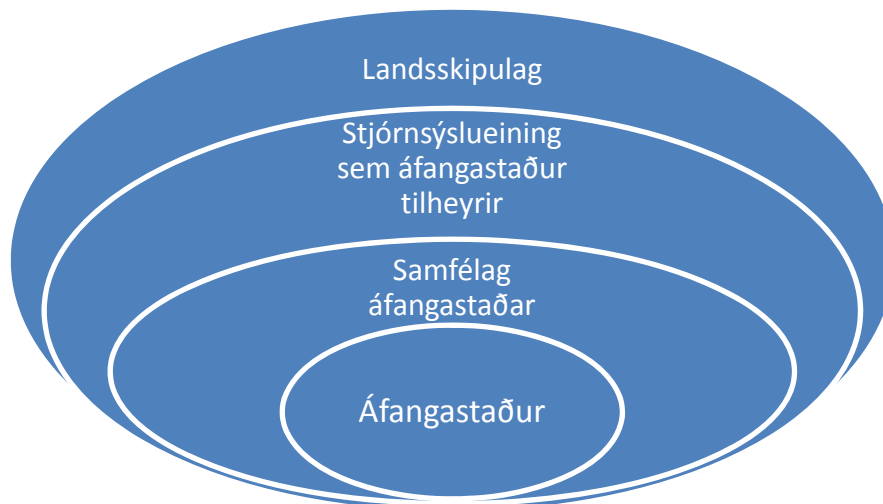 Landsskipulag
Stjórnsýslueining
sem áfangastaður
tilheyrir
Samfélag
áfangastaðar
Áfangastaður